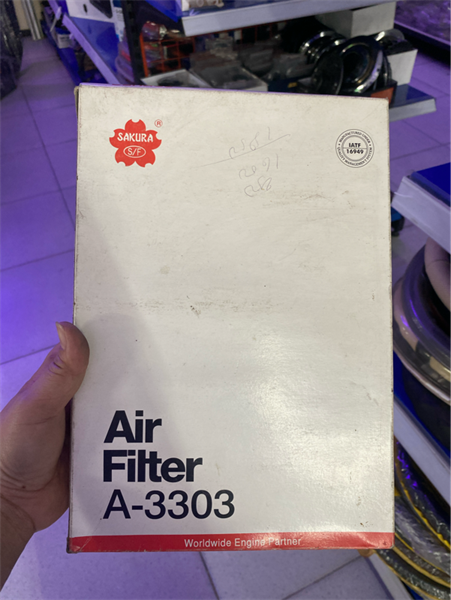 SAKURA
®
S/F
IATF
16949
Air
Filter
A-3303
Worldwide Engine Partner